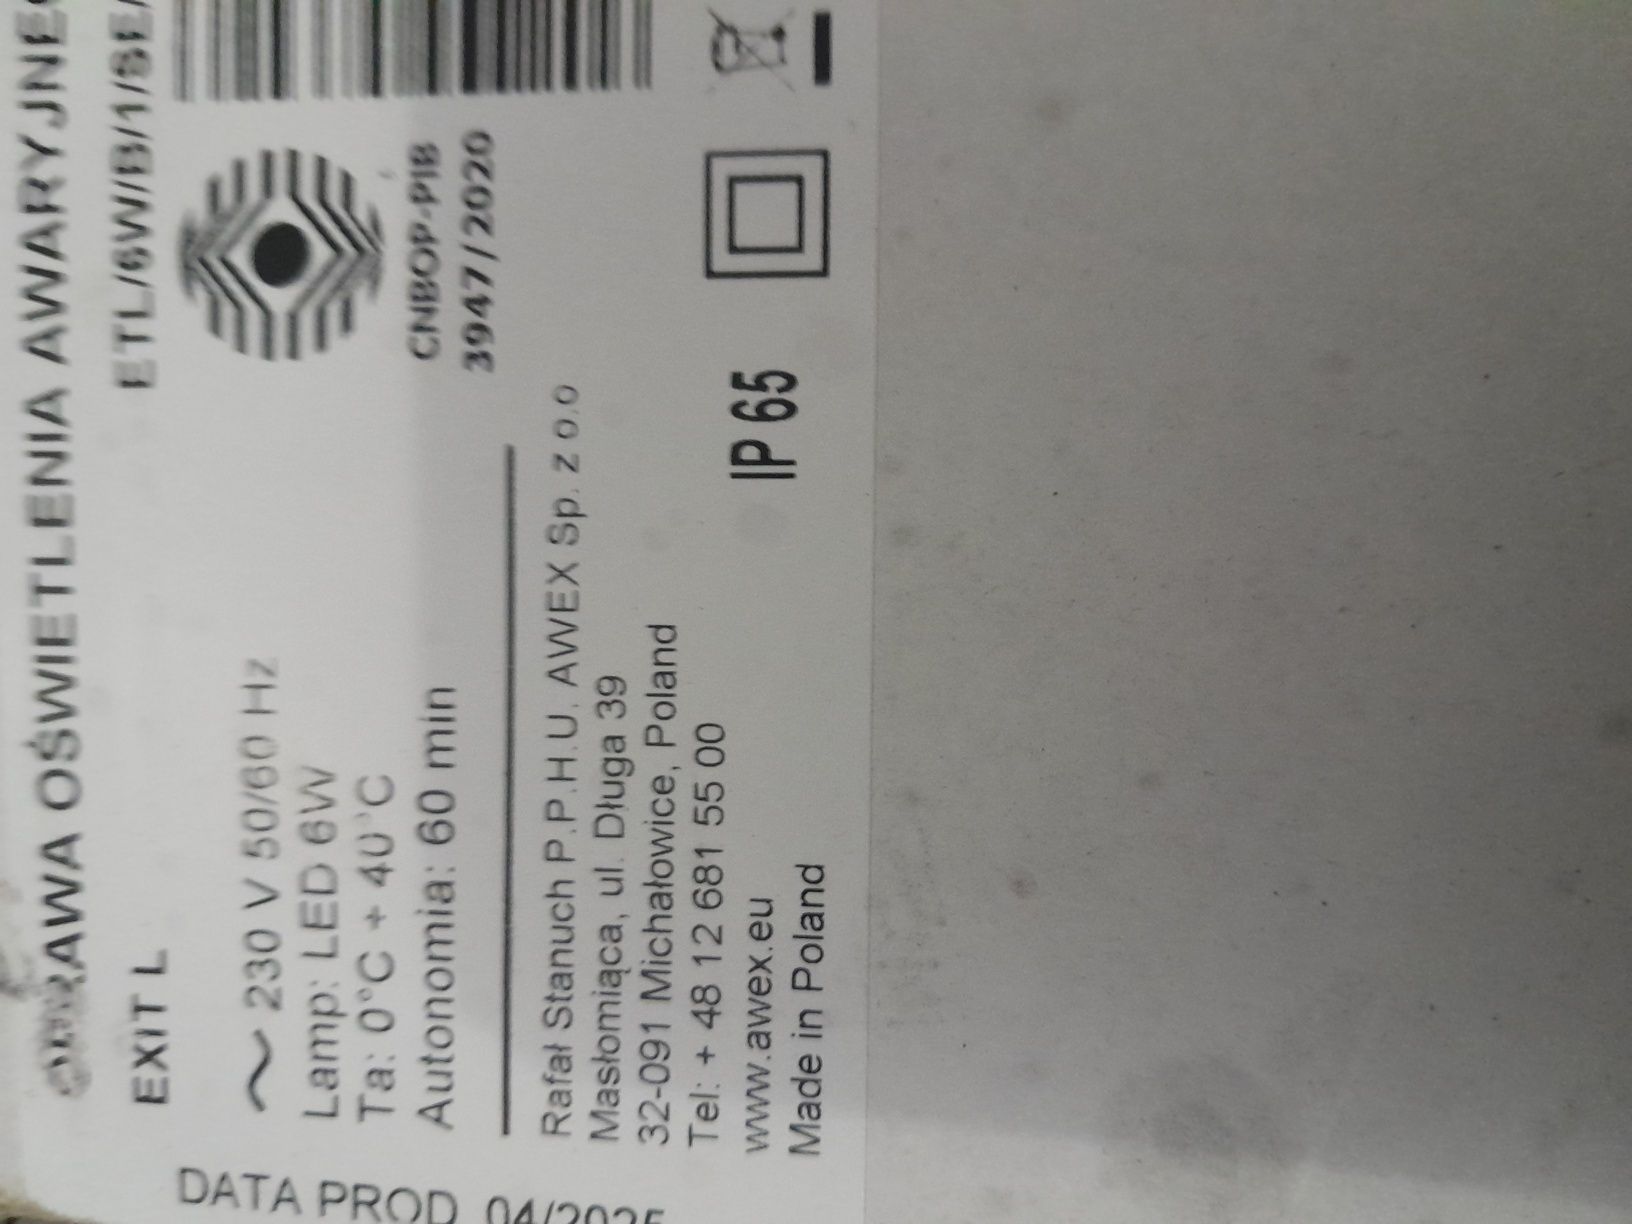 OPRAWA OŚWIETLENIA AWARYJNEG
EXIT L
ETL/6W/B/1/SE/
~ 230 V 50/60 Hz
Lamp: LED 6W
Ta: 0°C + 40°C
Autonomia: 60 min
CNBOP-PIB
3947/2020
Rafał Stanuch P.P.H.U. AWEX Sp. z o.o
Masłomiąca, ul. Długa 39
32-091 Michałowice, Poland
Tel: + 48 12 681 55 00
www.awex.eu
Made in Poland
IP 65
DATA PROD 04/2025